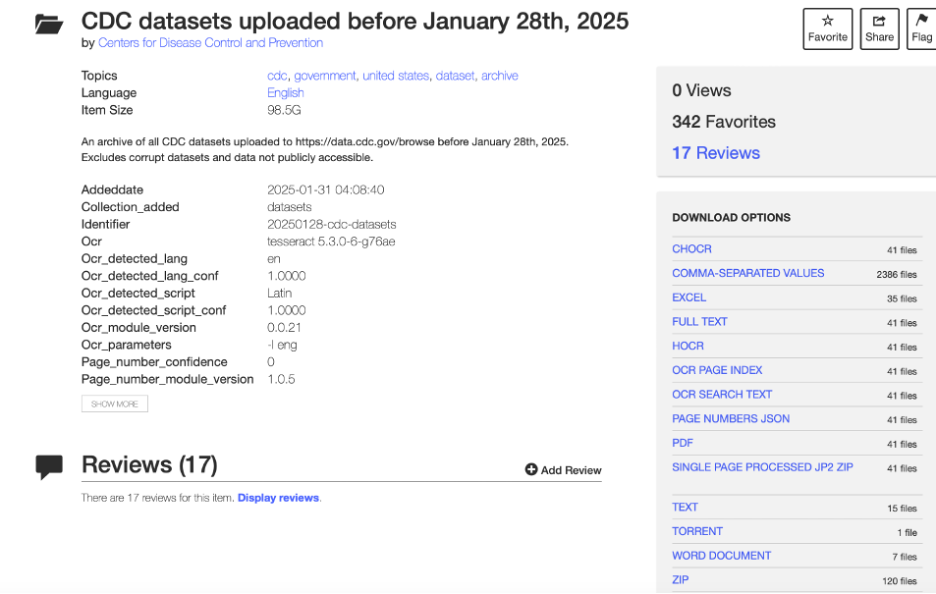 CDC datasets uploaded before January 28th, 2025
by Centers for Disease Control and Prevention
Favorite
Share
Flag
Topics cdc, government, united states, dataset, archive
Language English
Item Size 98.5G
An archive of all CDC datasets uploaded to https://data.cdc.gov/browse before January 28th, 2025.
Excludes corrupt datasets and data not publicly accessible.
Addeddate 2025-01-31 04:08:40
Collection_added datasets
Identifier 20250128-cdc-datasets
Ocr tesseract 5.3.0-6-g76ae
Ocr_detected_lang en
Ocr_detected_lang_conf 1.0000
Ocr_detected_script Latin
Ocr_detected_script_conf 1.0000
Ocr_module_version 0.0.21
Ocr_parameters -l eng
Page_number_confidence 0
Page_number_module_version 1.0.5
SHOW MORE
Reviews (17)
Add Review
There are 17 reviews for this item. Display reviews.
0 Views
342 Favorites
17 Reviews
DOWNLOAD OPTIONS
CHOCR 41 files
COMMA-SEPARATED VALUES 2386 files
EXCEL 35 files
FULL TEXT 41 files
HOCR 41 files
OCR PAGE INDEX 41 files
OCR SEARCH TEXT 41 files
PAGE NUMBERS JSON 41 files
PDF 41 files
SINGLE PAGE PROCESSED JP2 ZIP 41 files
TEXT 15 files
TORRENT 1 file
WORD DOCUMENT 7 files
ZIP 120 files